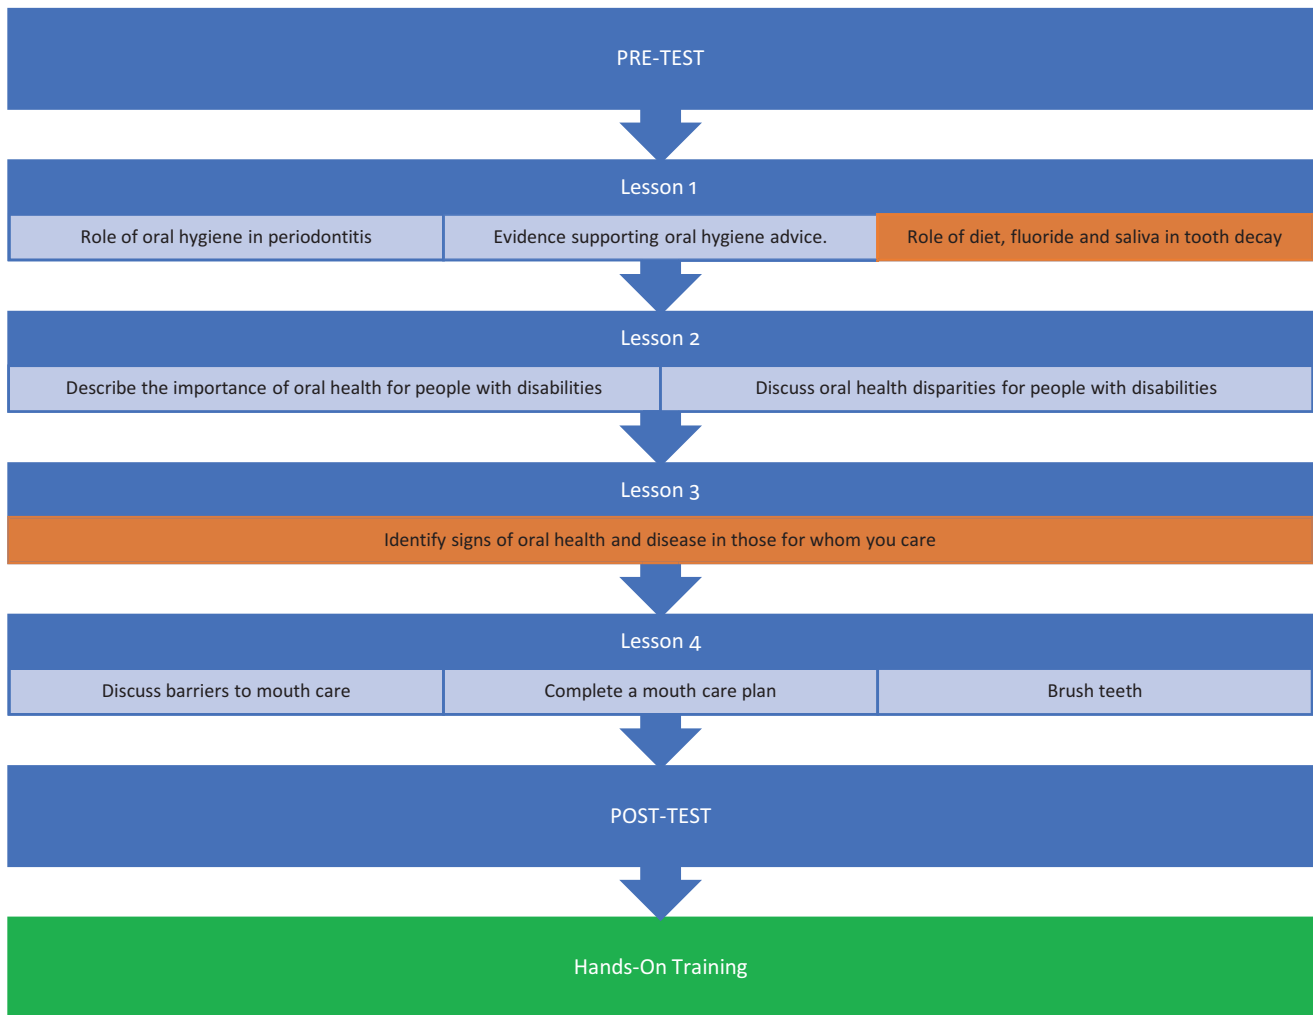 PRE-TEST
Lesson 1
Role of oral hygiene in periodontitis
Evidence supporting oral hygiene advice.
Role of diet, fluoride and saliva in tooth decay
Lesson 2
Describe the importance of oral health for people with disabilities
Discuss oral health disparities for people with disabilities
Lesson 3
Identify signs of oral health and disease in those for whom you care
Lesson 4
Discuss barriers to mouth care
Complete a mouth care plan
Brush teeth
POST-TEST
Hands-On Training